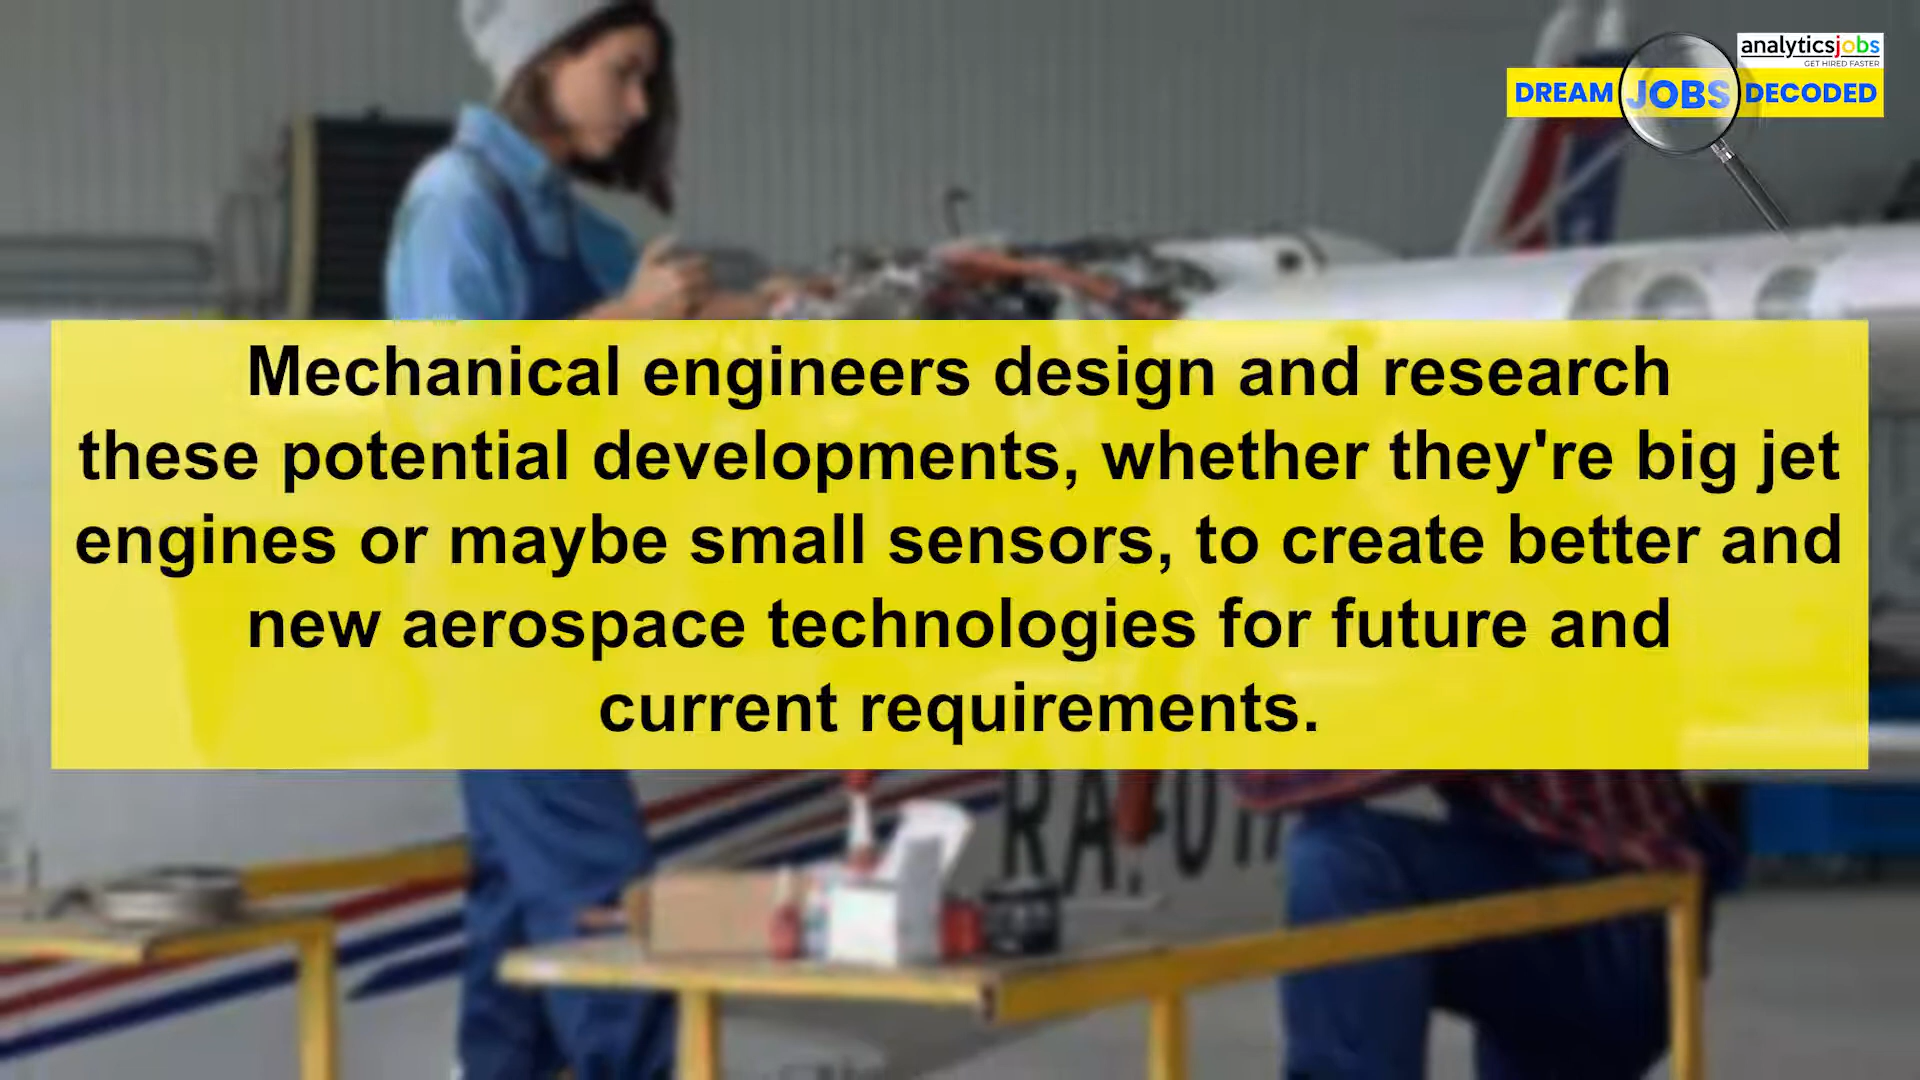 analyticsjobs
GET HIRED FASTER
DREAM JOBS DECODED
Mechanical engineers design and research
these potential developments, whether they're big jet
engines or maybe small sensors, to create better and
new aerospace technologies for future and
current requirements.